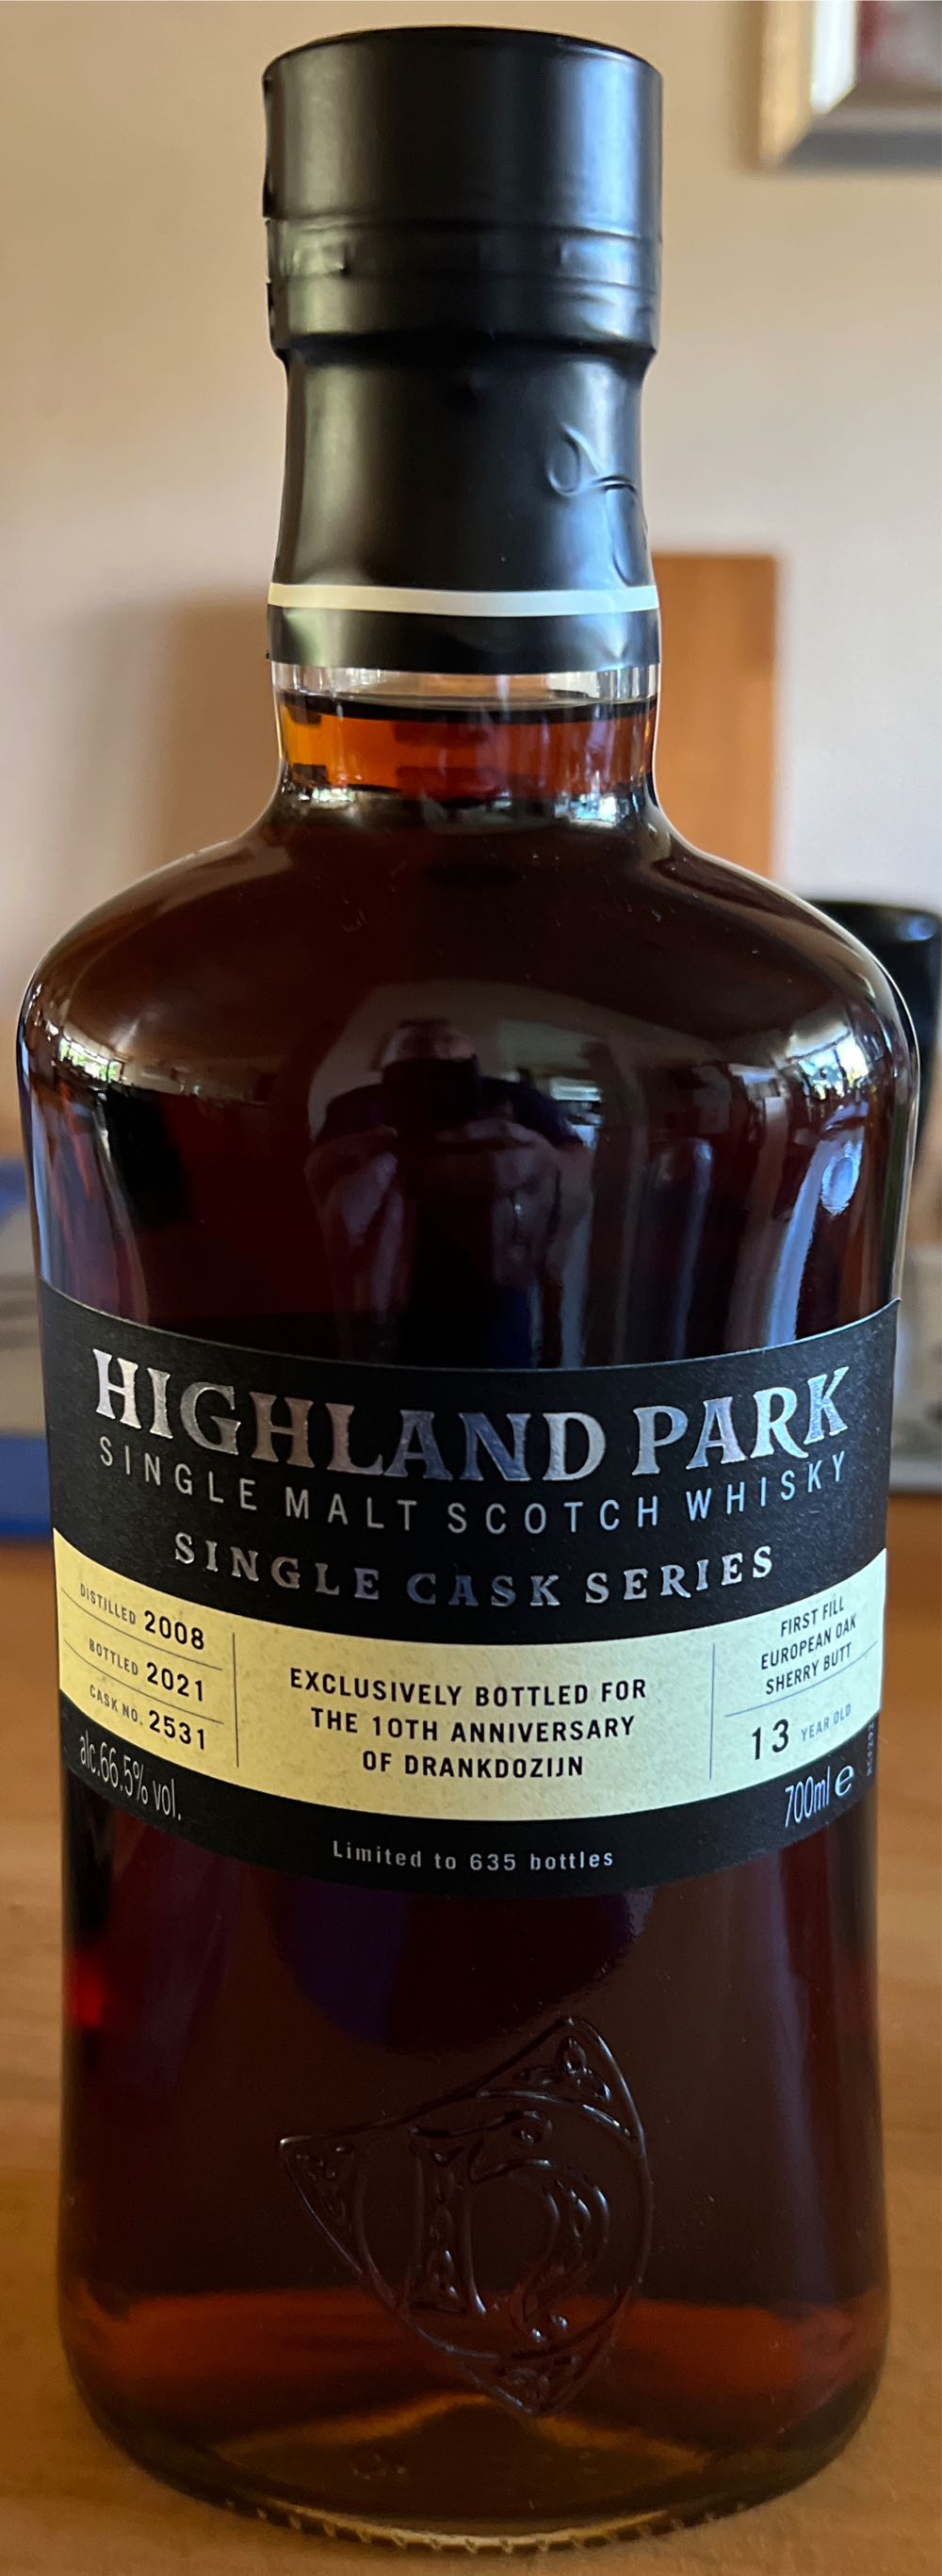 HIGHLAND PARK
SINGLE MALT SCOTCH WHISKY
SINGLE CASK SERIES
DISTILLED 2008
BOTTLED 2021
CASK NO. 2531
EXCLUSIVELY BOTTLED FOR
THE 10TH ANNIVERSARY
OF DRANKDOZIJN
FIRST FILL
EUROPEAN OAK
SHERRY BUTT
13 YEAR OLD
alc.66.5% vol.
700ml e
Limited to 635 bottles